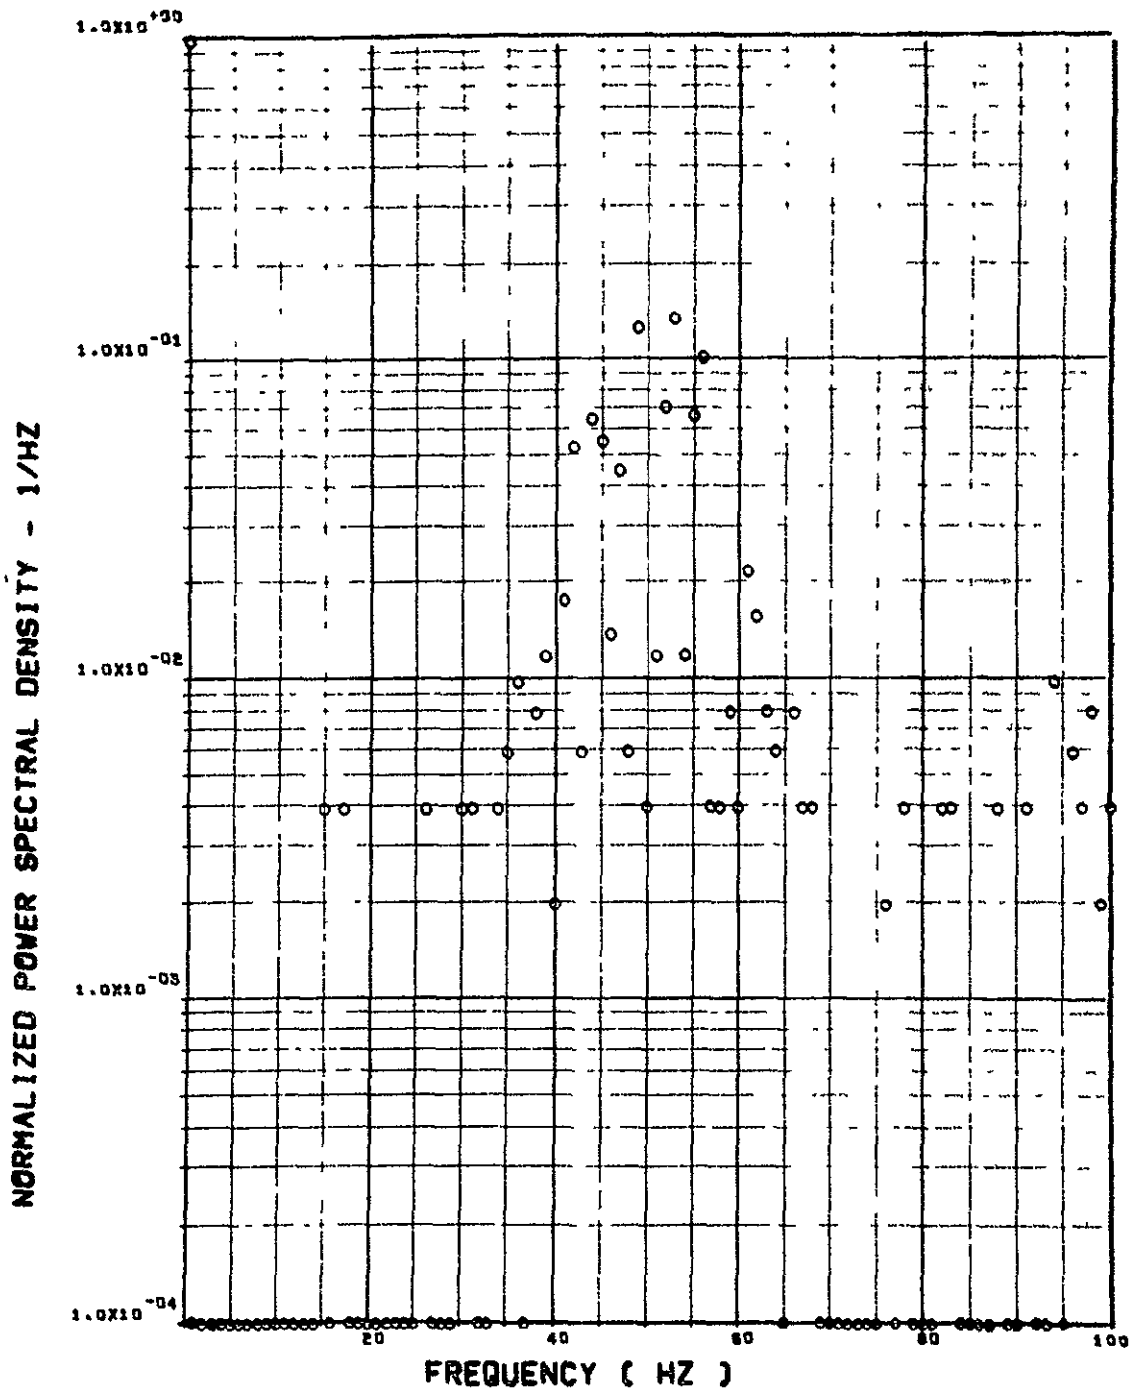 1.0X10+00
1.0X10-01
1.0X10-02
1.0X10-03
1.0X10-04
NORMALIZED POWER SPECTRAL DENSITY - 1/HZ
20 40 60 80 100
FREQUENCY ( HZ )